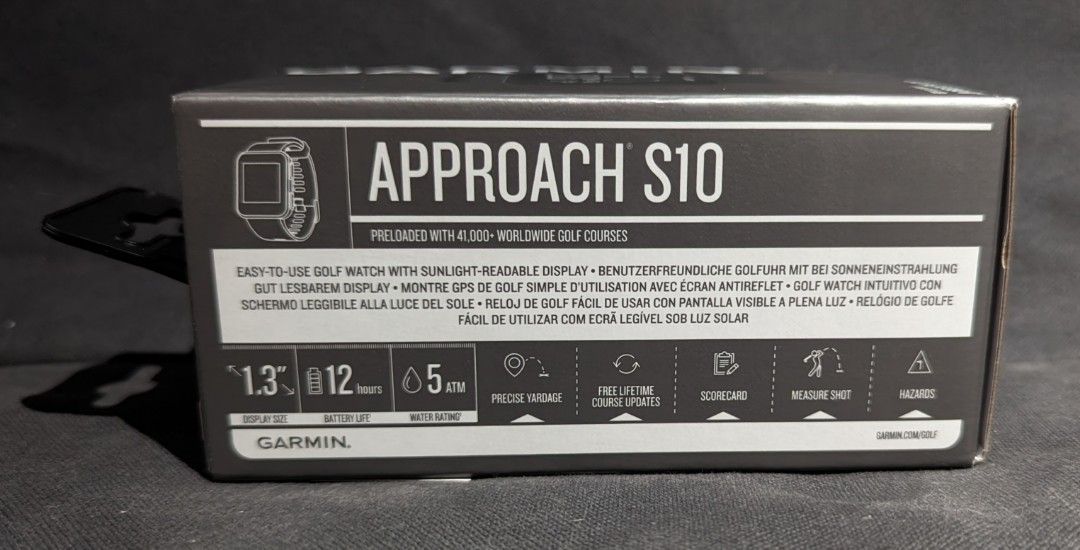 APPROACH® S10
PRELOADED WITH 41,000+ WORLDWIDE GOLF COURSES
EASY-TO-USE GOLF WATCH WITH SUNLIGHT-READABLE DISPLAY • BENUTZERFREUNDLICHE GOLFUHR MIT BEI SONNENEINSTRAHLUNG
GUT LESBAREM DISPLAY • MONTRE GPS DE GOLF SIMPLE D'UTILISATION AVEC ÉCRAN ANTIREFLET • GOLF WATCH INTUITIVO CON
SCHERMO LEGGIBILE ALLA LUCE DEL SOLE • RELOJ DE GOLF FÁCIL DE USAR CON PANTALLA VISIBLE A PLENA LUZ • RELÓGIO DE GOLFE
FÁCIL DE UTILIZAR COM ECRÃ LEGÍVEL SOB LUZ SOLAR
1.3"
DISPLAY SIZE
12 hours
BATTERY LIFE
5 ATM
WATER RATING
PRECISE YARDAGE
FREE LIFETIME
COURSE UPDATES
SCORECARD
MEASURE SHOT
HAZARDS
GARMIN.
GARMIN.COM/GOLF